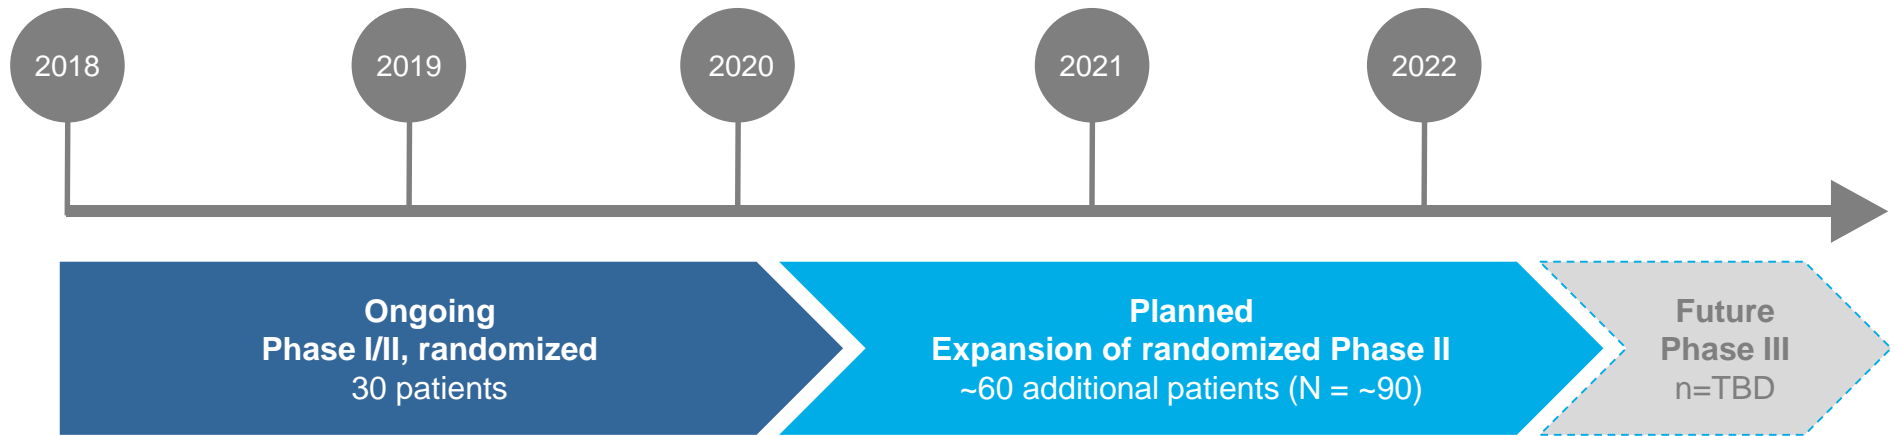 2018
2019
2020
2021
2022
Ongoing
Phase I/II, randomized
30 patients
Planned
Expansion of randomized Phase II
~60 additional patients (N = ~90)
Future
Phase III
n=TBD